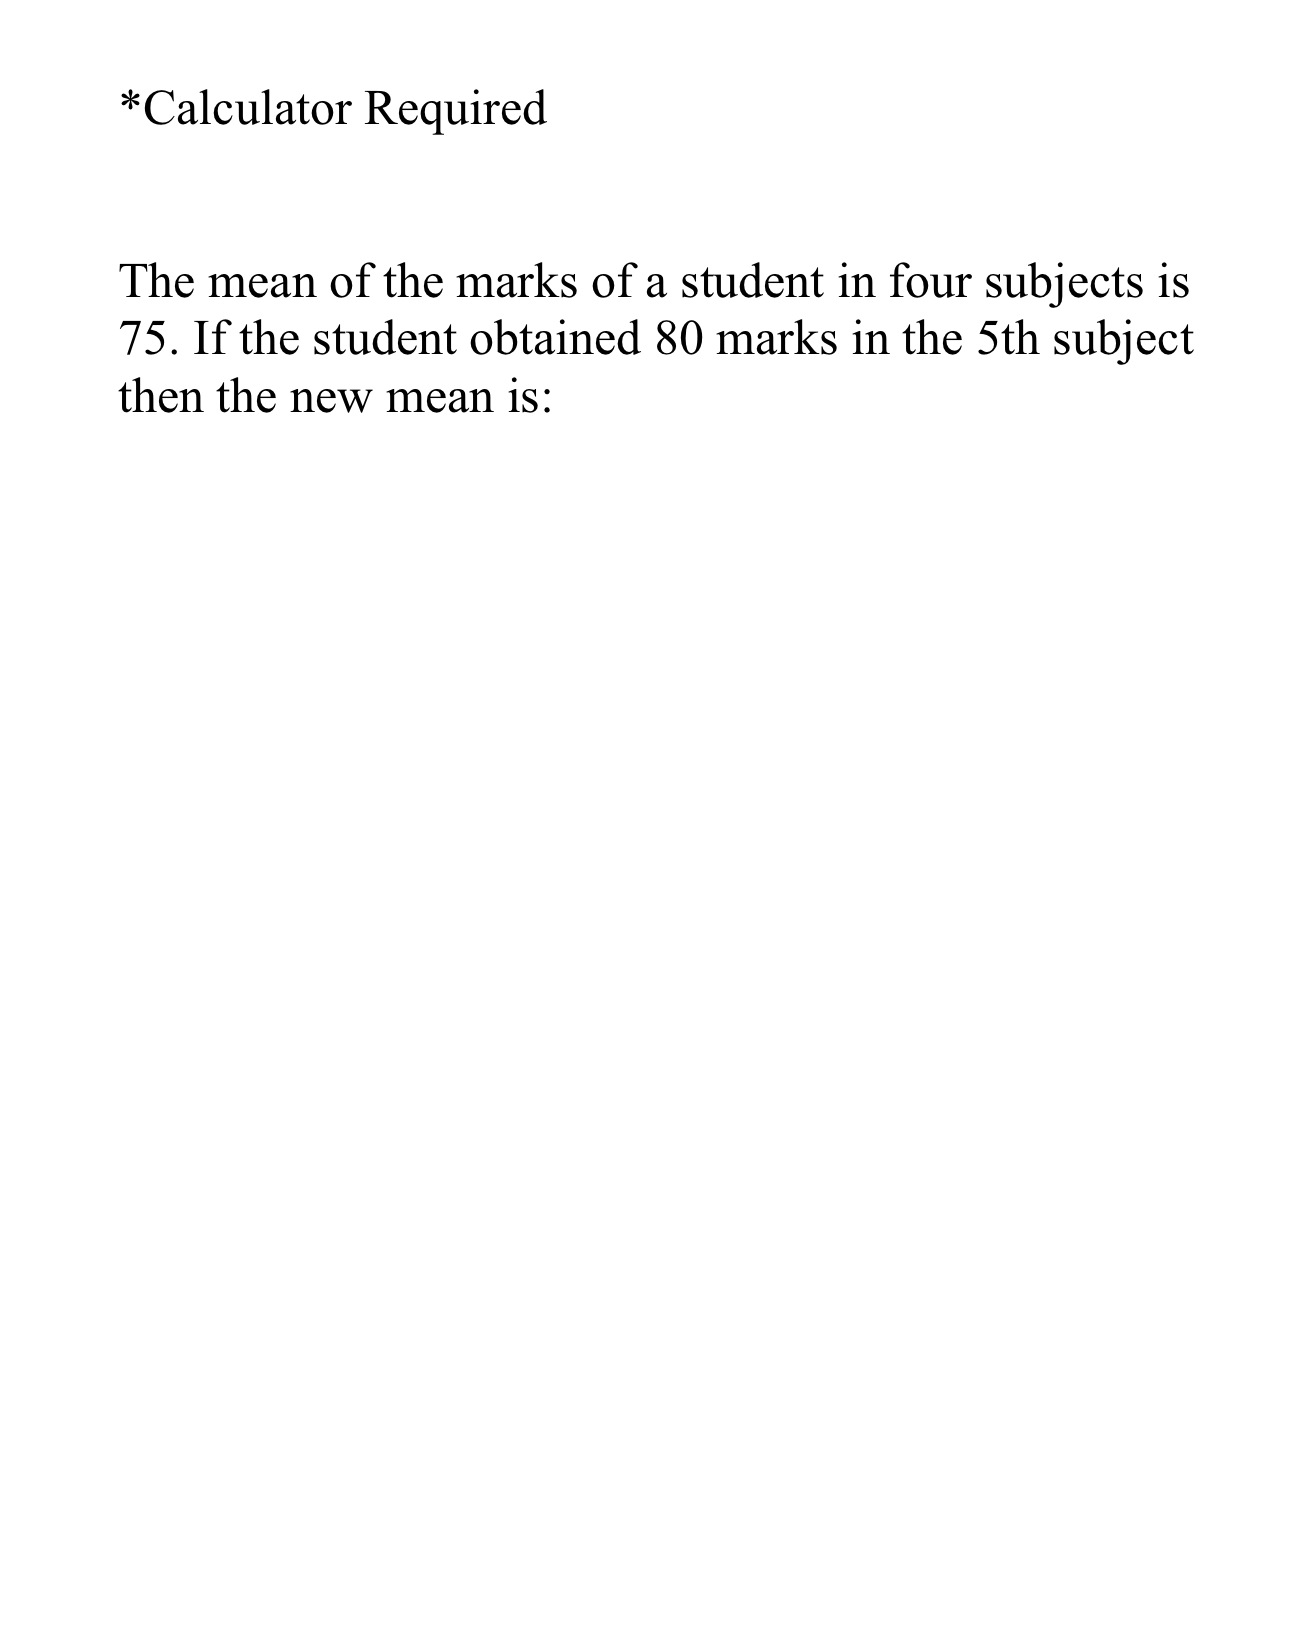 *Calculator Required
The mean of the marks of a student in four subjects is
75. If the student obtained 80 marks in the 5th subject
then the new mean is: